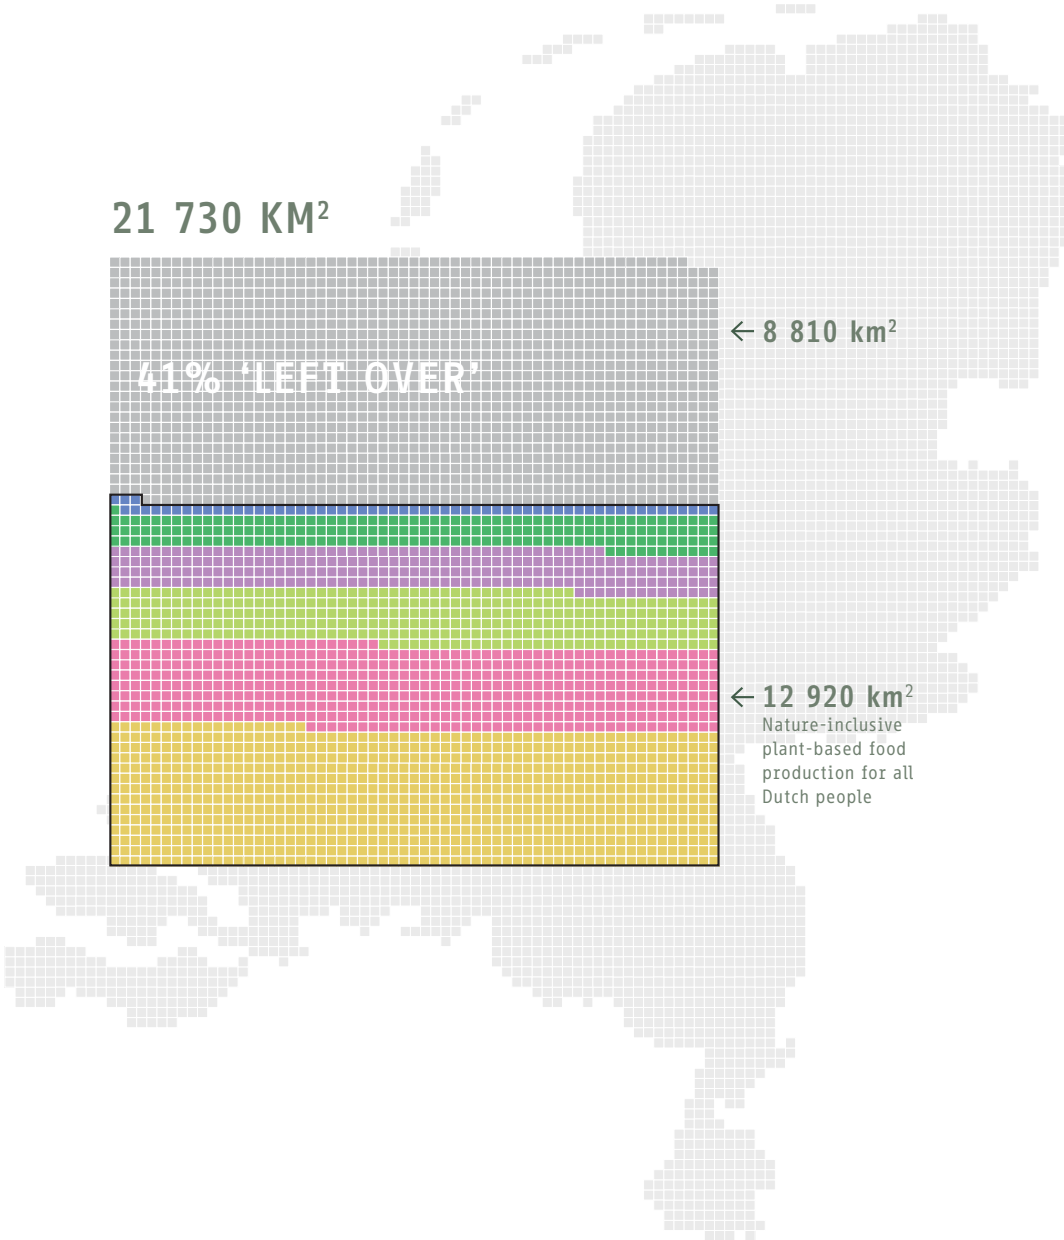 21 730 KM²
8 810 km²
41% ‘LEFT OVER’
12 920 km²
Nature-inclusive
plant-based food
production for all
Dutch people